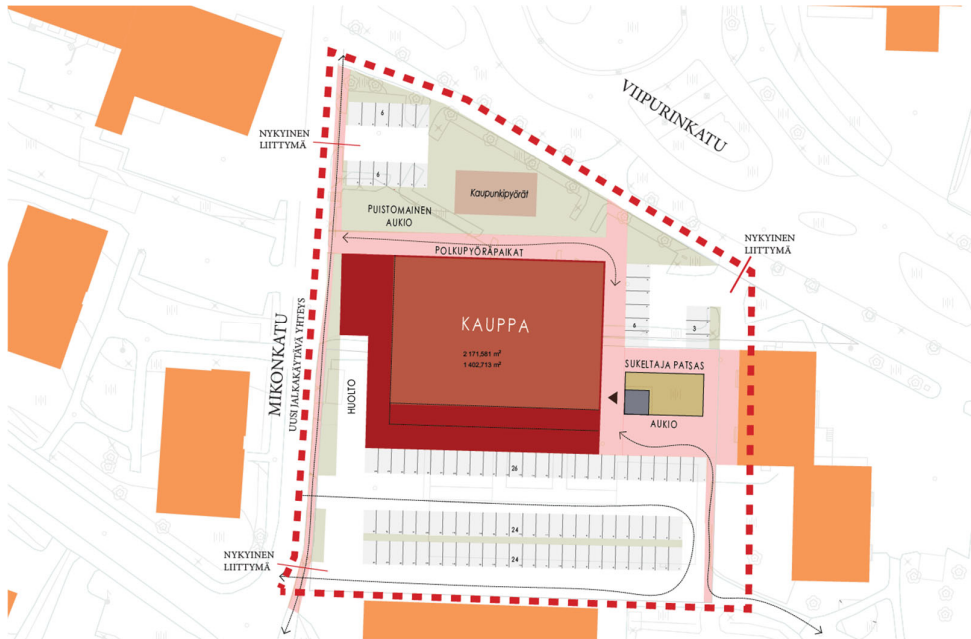 VIIPURINKATU
6
NYKYINEN
LIITTYMÄ
6
Kaupunkipyörät
PUISTOMAINEN
AUKIO
NYKYINEN
LIITTYMÄ
POLKUPYÖRÄPAIKAT
KAUPPA
6
3
2 171,561 m²
1 402,713 m²
MIKONKATU
UUSI JALKAKÄYTÄVÄ YHTEYS
HUOLTO
SUKELTAJA PATSAS
AUKIO
26
24
24
NYKYINEN
LIITTYMÄ